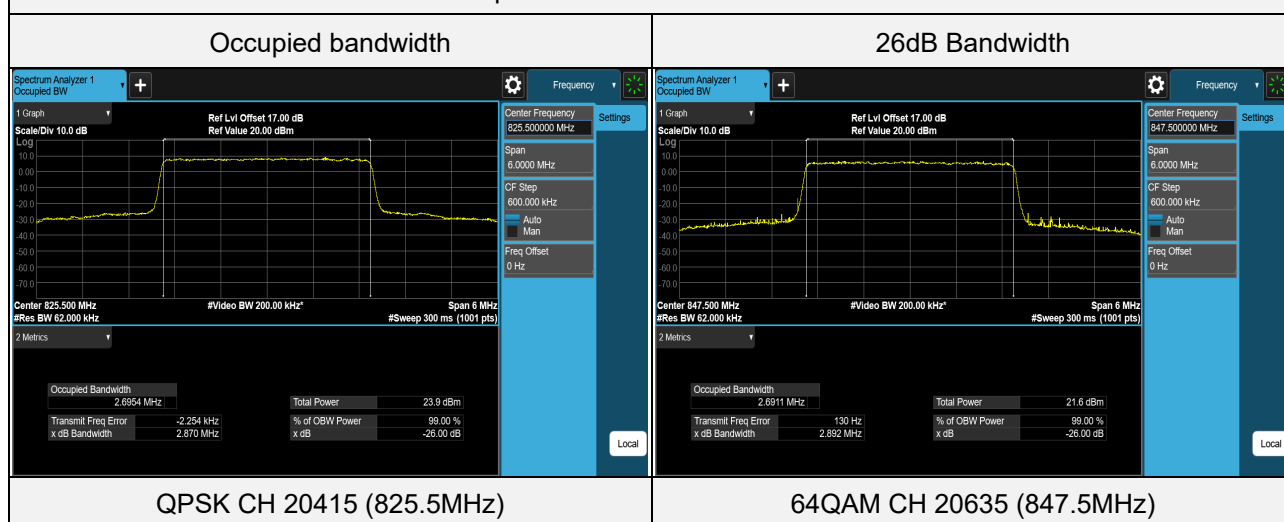 Occupied bandwidth
26dB Bandwidth
Spectrum Analyzer 1
Occupied BW
+
Frequency
1 Graph
Ref Lvl Offset 17.00 dB
Scale/Div 10.0 dB
Ref Value 20.00 dBm
Log
10.0
0.00
-10.0
-20.0
-30.0
-40.0
-50.0
-60.0
-70.0
Center 825.500 MHz
#Video BW 200.00 kHz*
Span 6 MHz
#Res BW 62.000 kHz
#Sweep 300 ms (1001 pts)
Center Frequency
825.500000 MHz
Settings
Span
6.0000 MHz
CF Step
600.000 kHz
Auto
Man
Freq Offset
0 Hz
2 Metrics
Occupied Bandwidth
2.6954 MHz
Total Power 23.9 dBm
Transmit Freq Error -2.254 kHz
% of OBW Power 99.00 %
x dB Bandwidth 2.870 MHz
x dB -26.00 dB
Local
Spectrum Analyzer 1
Occupied BW
+
Frequency
1 Graph
Ref Lvl Offset 17.00 dB
Scale/Div 10.0 dB
Ref Value 20.00 dBm
Log
10.0
0.00
-10.0
-20.0
-30.0
-40.0
-50.0
-60.0
-70.0
Center 847.500 MHz
#Video BW 200.00 kHz*
Span 6 MHz
#Res BW 62.000 kHz
#Sweep 300 ms (1001 pts)
Center Frequency
847.500000 MHz
Settings
Span
6.0000 MHz
CF Step
600.000 kHz
Auto
Man
Freq Offset
0 Hz
2 Metrics
Occupied Bandwidth
2.6911 MHz
Total Power 21.6 dBm
Transmit Freq Error 130 Hz
% of OBW Power 99.00 %
x dB Bandwidth 2.892 MHz
x dB -26.00 dB
Local
QPSK CH 20415 (825.5MHz)
64QAM CH 20635 (847.5MHz)